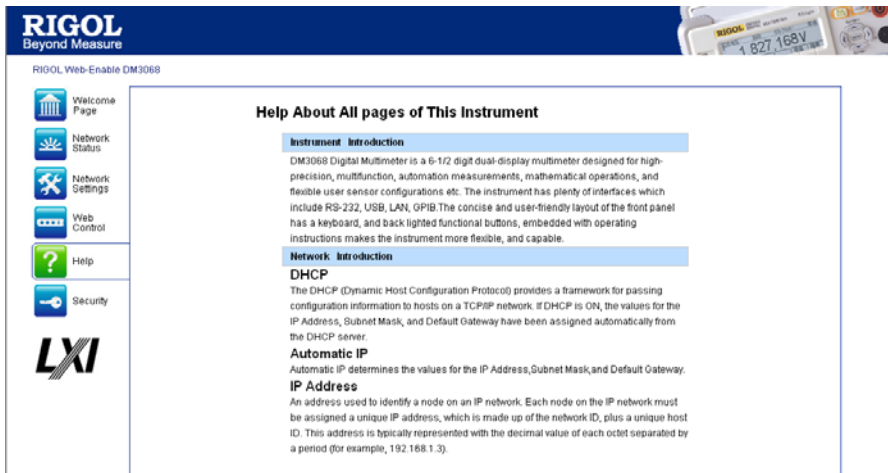 RIGOL
Beyond Measure
RIGOL
1.827,168V
RIGOL Web-Enable DM3068
Welcome
Page
Network
Status
Network
Settings
Web
Control
Help
Security
LXI
Help About All pages of This Instrument
Instrument Introduction
DM3068 Digital Multimeter is a 6-1/2 digit dual-display multimeter designed for high-
precision, multifunction, automation measurements, mathematical operations, and
flexible user sensor configurations etc. The instrument has plenty of interfaces which
include RS-232, USB, LAN, GPIB.The concise and user-friendly layout of the front panel
has a keyboard, and back lighted functional buttons, embedded with operating
instructions makes the instrument more flexible, and capable.
Network Introduction
DHCP
The DHCP (Dynamic Host Configuration Protocol) provides a framework for passing
configuration information to hosts on a TCP/IP network. If DHCP is ON, the values for the
IP Address, Subnet Mask, and Default Gateway have been assigned automatically from
the DHCP server.
Automatic IP
Automatic IP determines the values for the IP Address,Subnet Mask,and Default Gateway.
IP Address
An address used to identify a node on an IP network. Each node on the IP network must
be assigned a unique IP address, which is made up of the network ID, plus a unique host
ID. This address is typically represented with the decimal value of each octet separated by
a period (for example, 192.168.1.3).